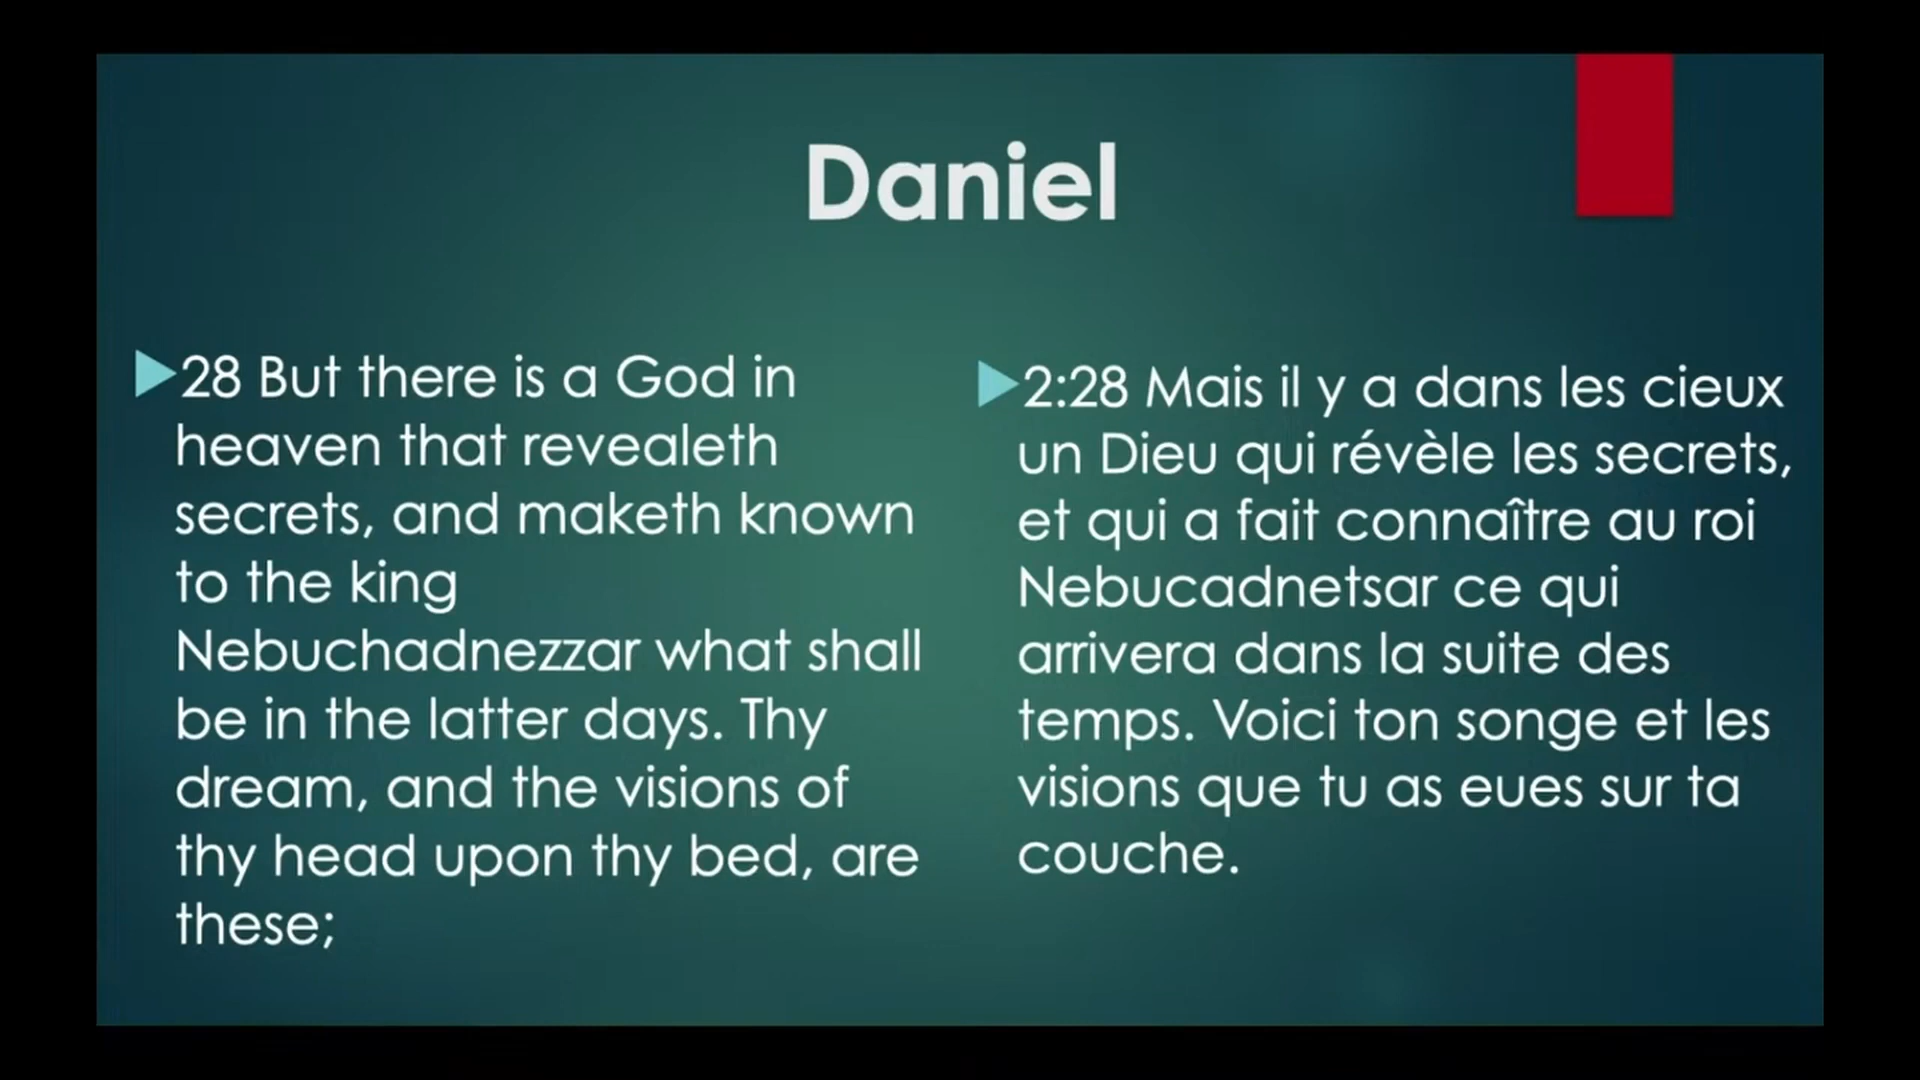 Daniel
28 But there is a God in
heaven that revealeth
secrets, and maketh known
to the king
Nebuchadnezzar what shall
be in the latter days. Thy
dream, and the visions of
thy head upon thy bed, are
these;
2:28 Mais il y a dans les cieux
un Dieu qui révèle les secrets,
et qui a fait connaître au roi
Nebucadnetsar ce qui
arrivera dans la suite des
temps. Voici ton songe et les
visions que tu as eues sur ta
couche.